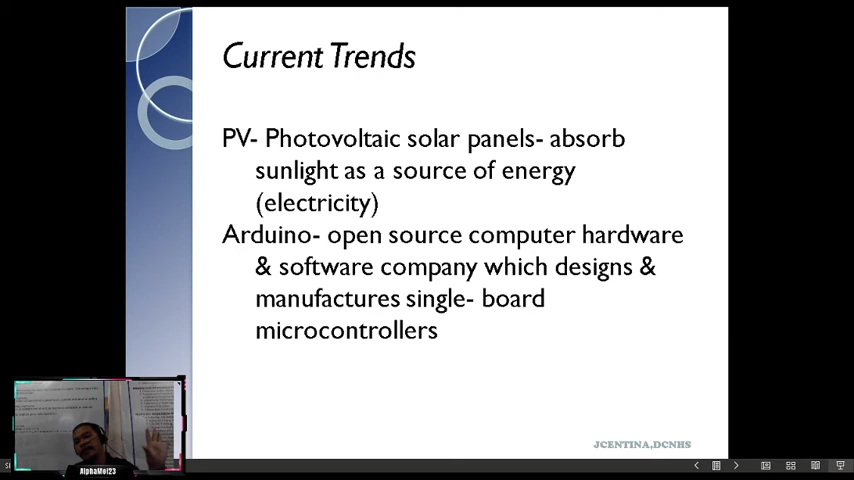 Current Trends
PV- Photovoltaic solar panels- absorb
sunlight as a source of energy
(electricity)
Arduino- open source computer hardware
& software company which designs &
manufactures single- board
microcontrollers
JCENTINA,DCNHS
AlphaMei23